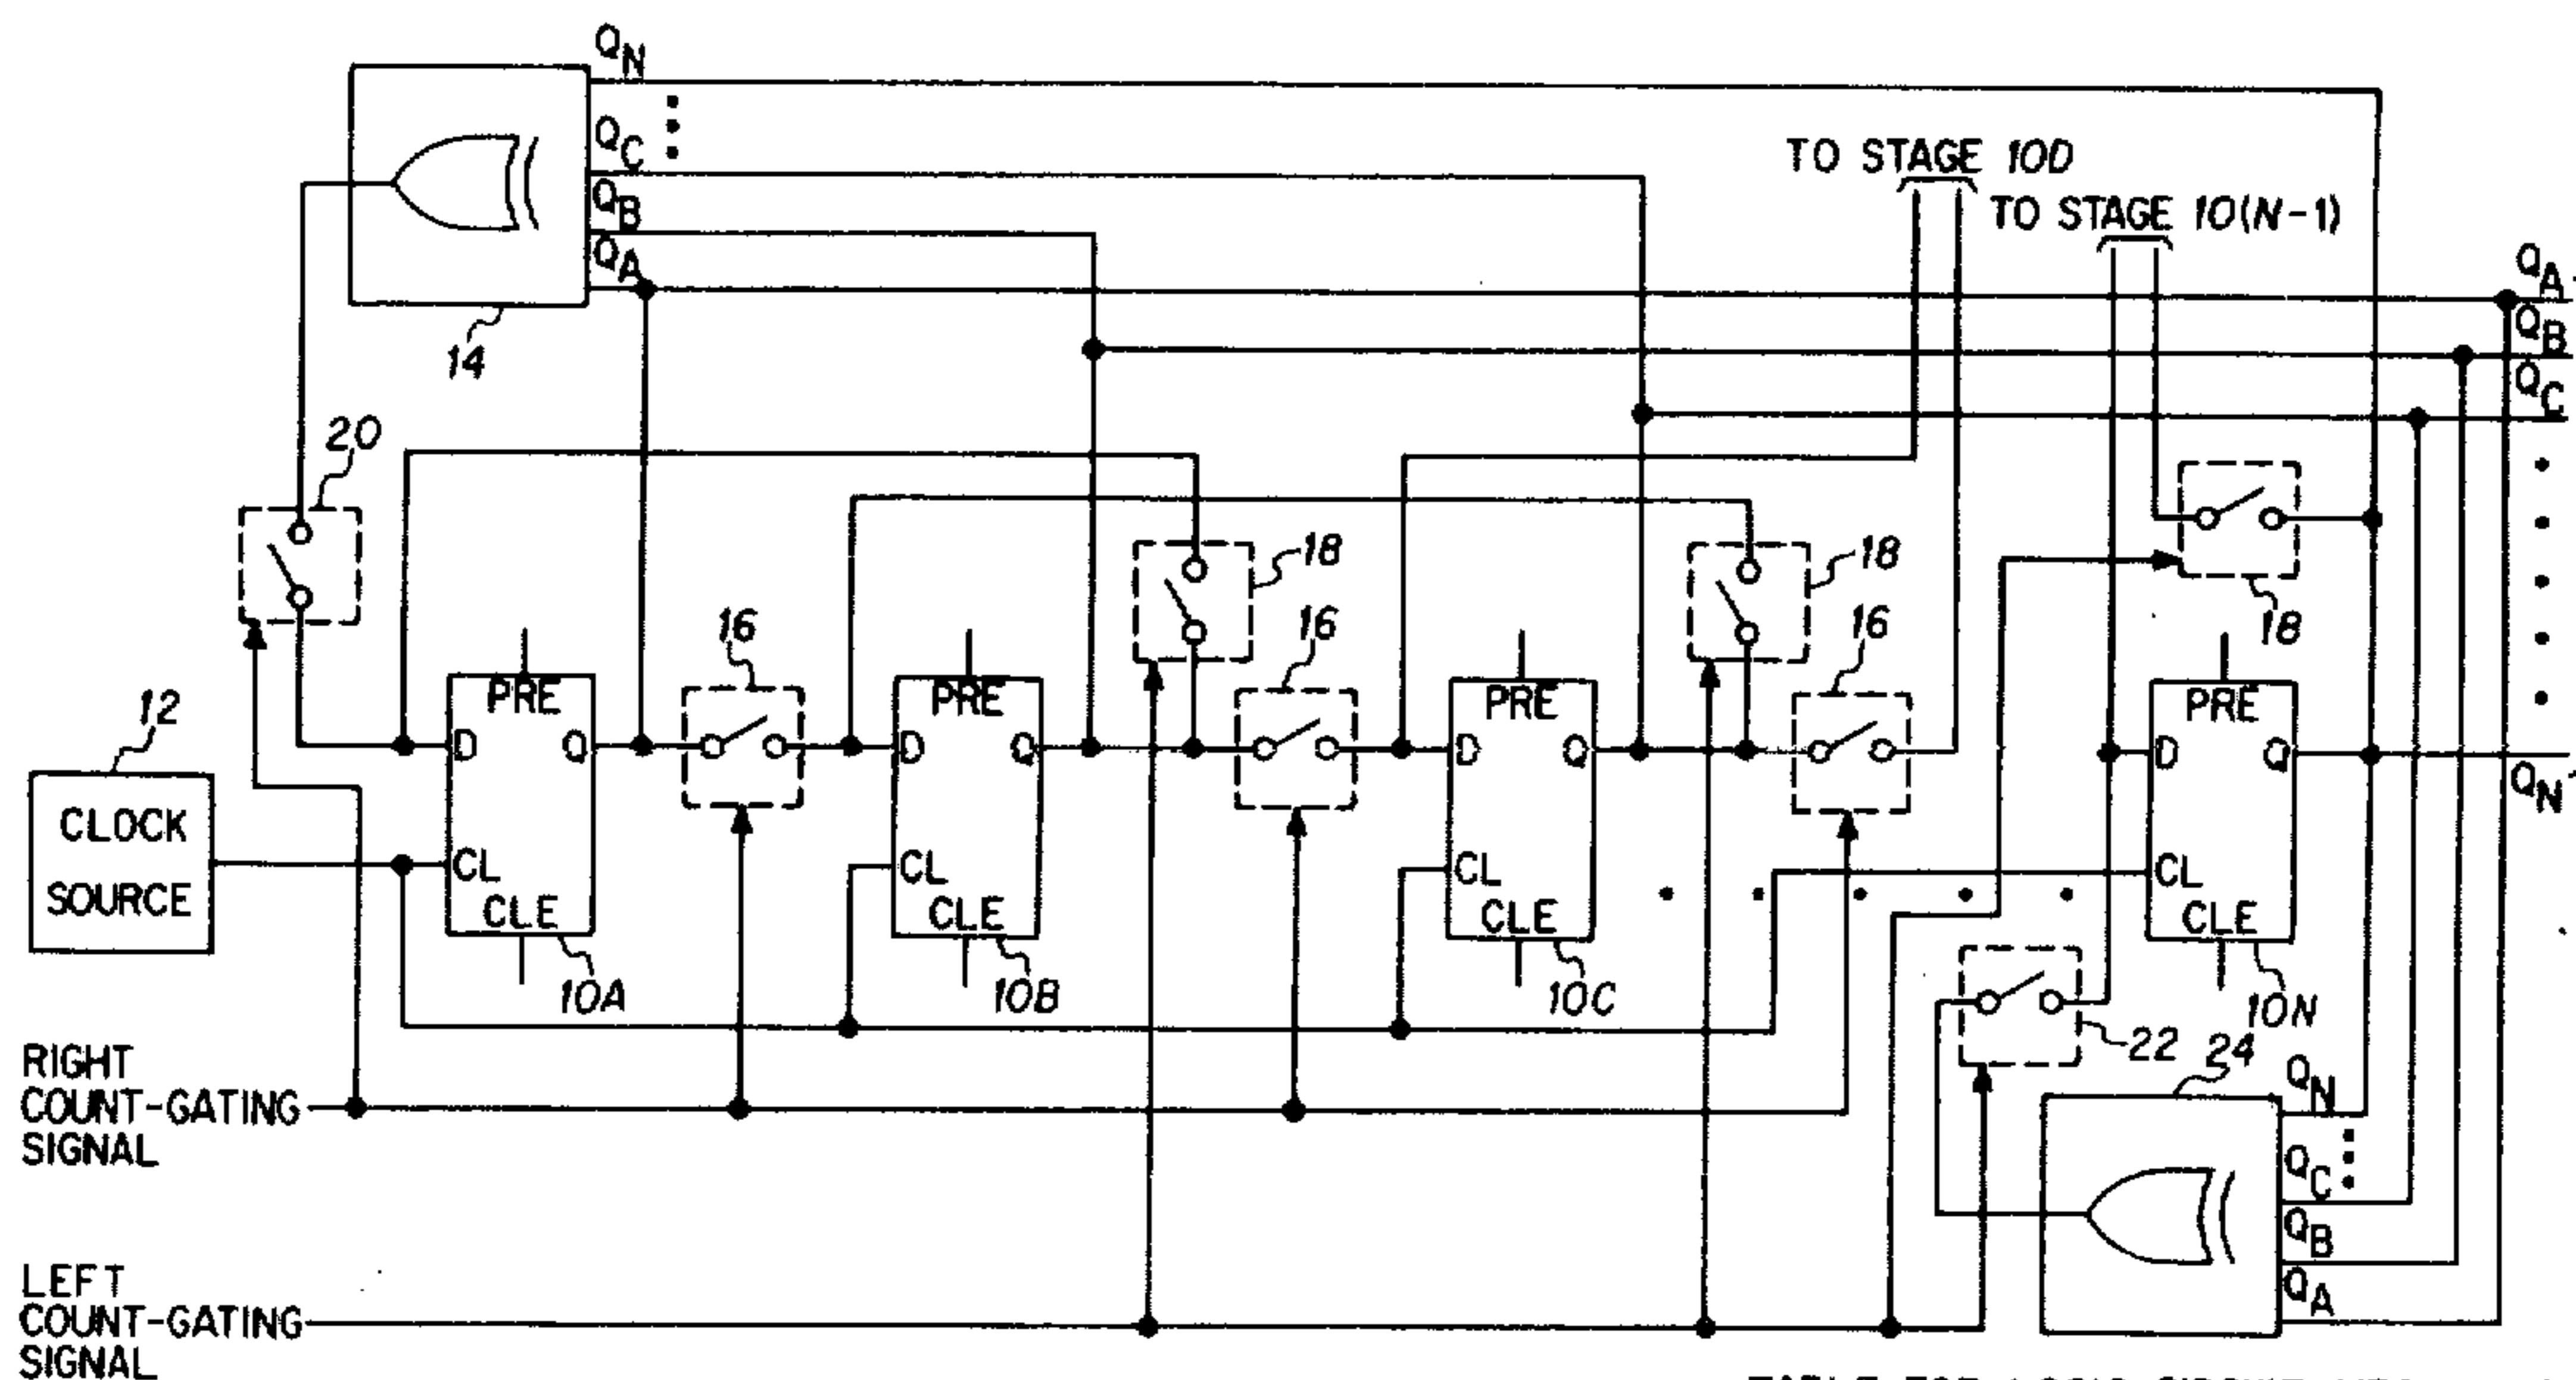 QN
QC
QB
QA
14
TO STAGE 10D
TO STAGE 10(N-1)
QA
QB
QC
20
18
18
18
16
16
16
12
CLOCK
SOURCE
PRE
D Q
CL
CLE
10A
PRE
D Q
CL
CLE
10B
PRE
D Q
CL
CLE
10C
PRE
D Q
CL
CLE
10N
QN
22
24
QN
QC
QB
QA
RIGHT
COUNT-GATING
SIGNAL
LEFT
COUNT-GATING
SIGNAL